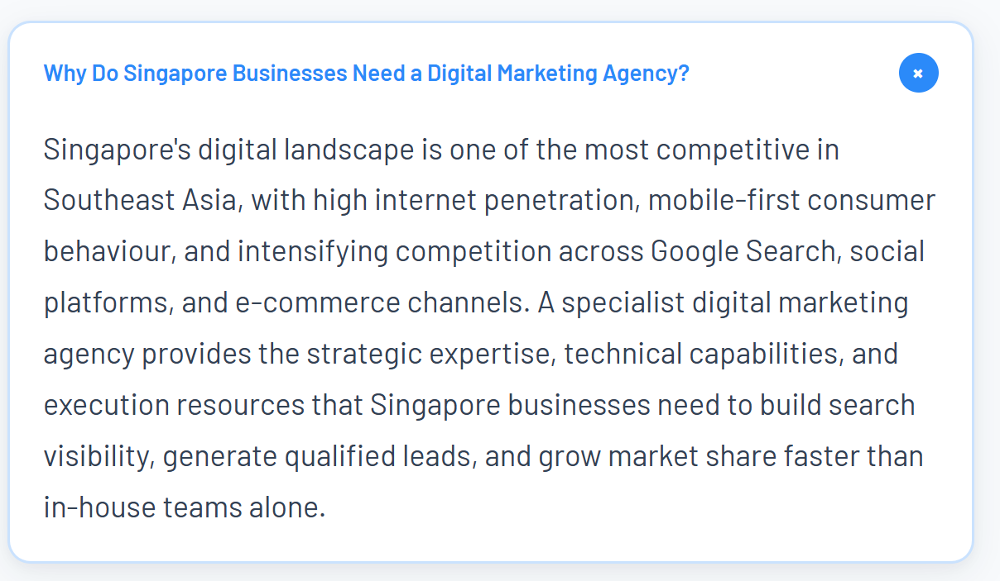 Why Do Singapore Businesses Need a Digital Marketing Agency?
Singapore's digital landscape is one of the most competitive in
Southeast Asia, with high internet penetration, mobile-first consumer
behaviour, and intensifying competition across Google Search, social
platforms, and e-commerce channels. A specialist digital marketing
agency provides the strategic expertise, technical capabilities, and
execution resources that Singapore businesses need to build search
visibility, generate qualified leads, and grow market share faster than
in-house teams alone.